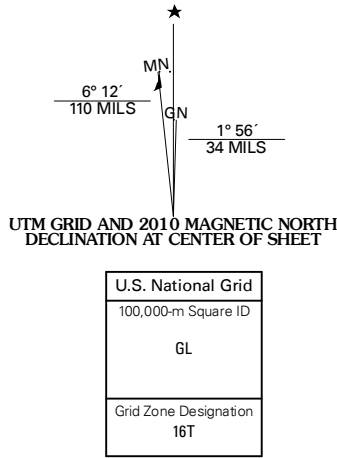 MN.
6° 12´
110 MILS
GN
1° 56´
34 MILS
UTM GRID AND 2010 MAGNETIC NORTH
DECLINATION AT CENTER OF SHEET
U.S. National Grid
100,000-m Square ID
GL
Grid Zone Designation
16T